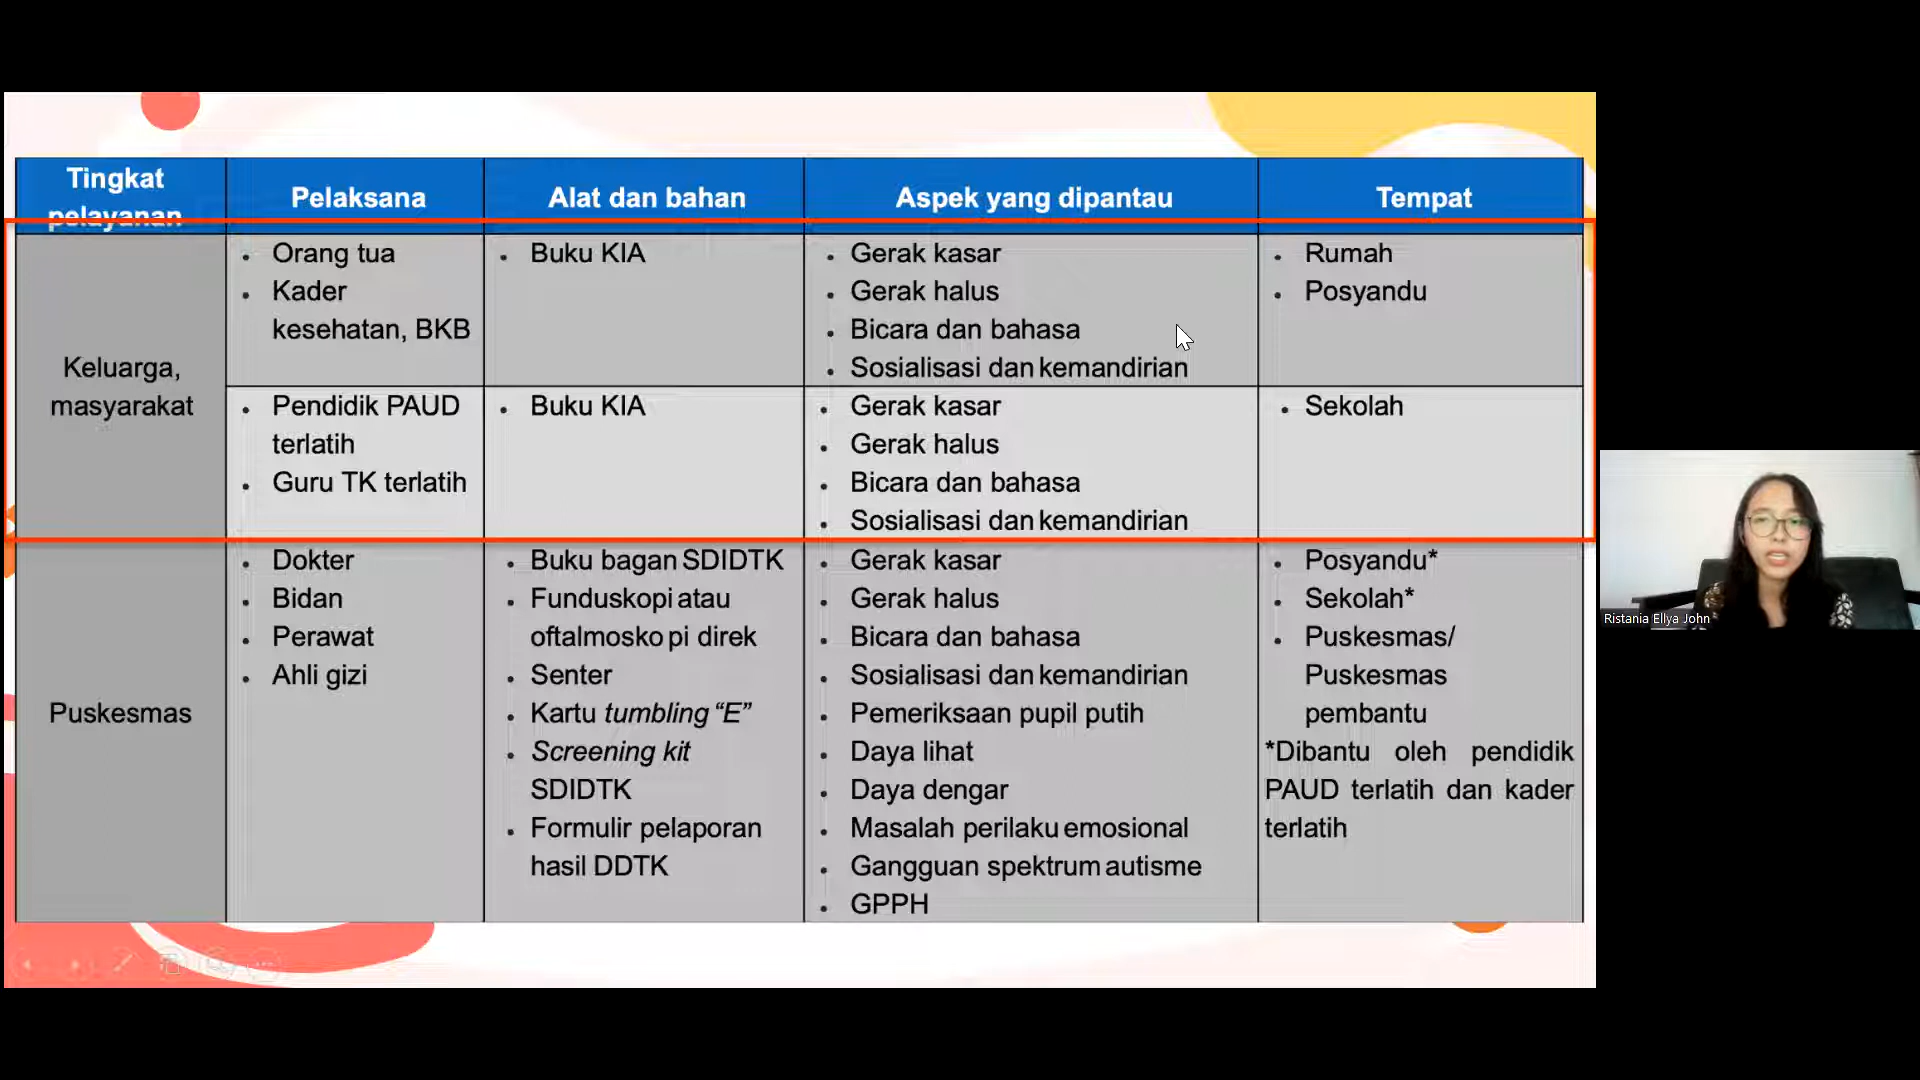 Tingkat
pelayanan
Pelaksana
Alat dan bahan
Aspek yang dipantau
Tempat
Keluarga,
masyarakat
Orang tua
Kader
kesehatan, BKB
Buku KIA
Gerak kasar
Gerak halus
Bicara dan bahasa
Sosialisasi dan kemandirian
Rumah
Posyandu
Pendidik PAUD
terlatih
Guru TK terlatih
Buku KIA
Gerak kasar
Gerak halus
Bicara dan bahasa
Sosialisasi dan kemandirian
Sekolah
Puskesmas
Dokter
Bidan
Perawat
Ahli gizi
Buku bagan SDIDTK
Funduskopi atau
oftalmoskopi direk
Senter
Kartu tumbling “E”
Screening kit
SDIDTK
Formulir pelaporan
hasil DDTK
Gerak kasar
Gerak halus
Bicara dan bahasa
Sosialisasi dan kemandirian
Pemeriksaan pupil putih
Daya lihat
Daya dengar
Masalah perilaku emosional
Gangguan spektrum autisme
GPPH
Posyandu*
Sekolah*
Puskesmas/
Puskesmas
pembantu
*Dibantu oleh pendidik
PAUD terlatih dan kader
terlatih
Ristania Ellya John